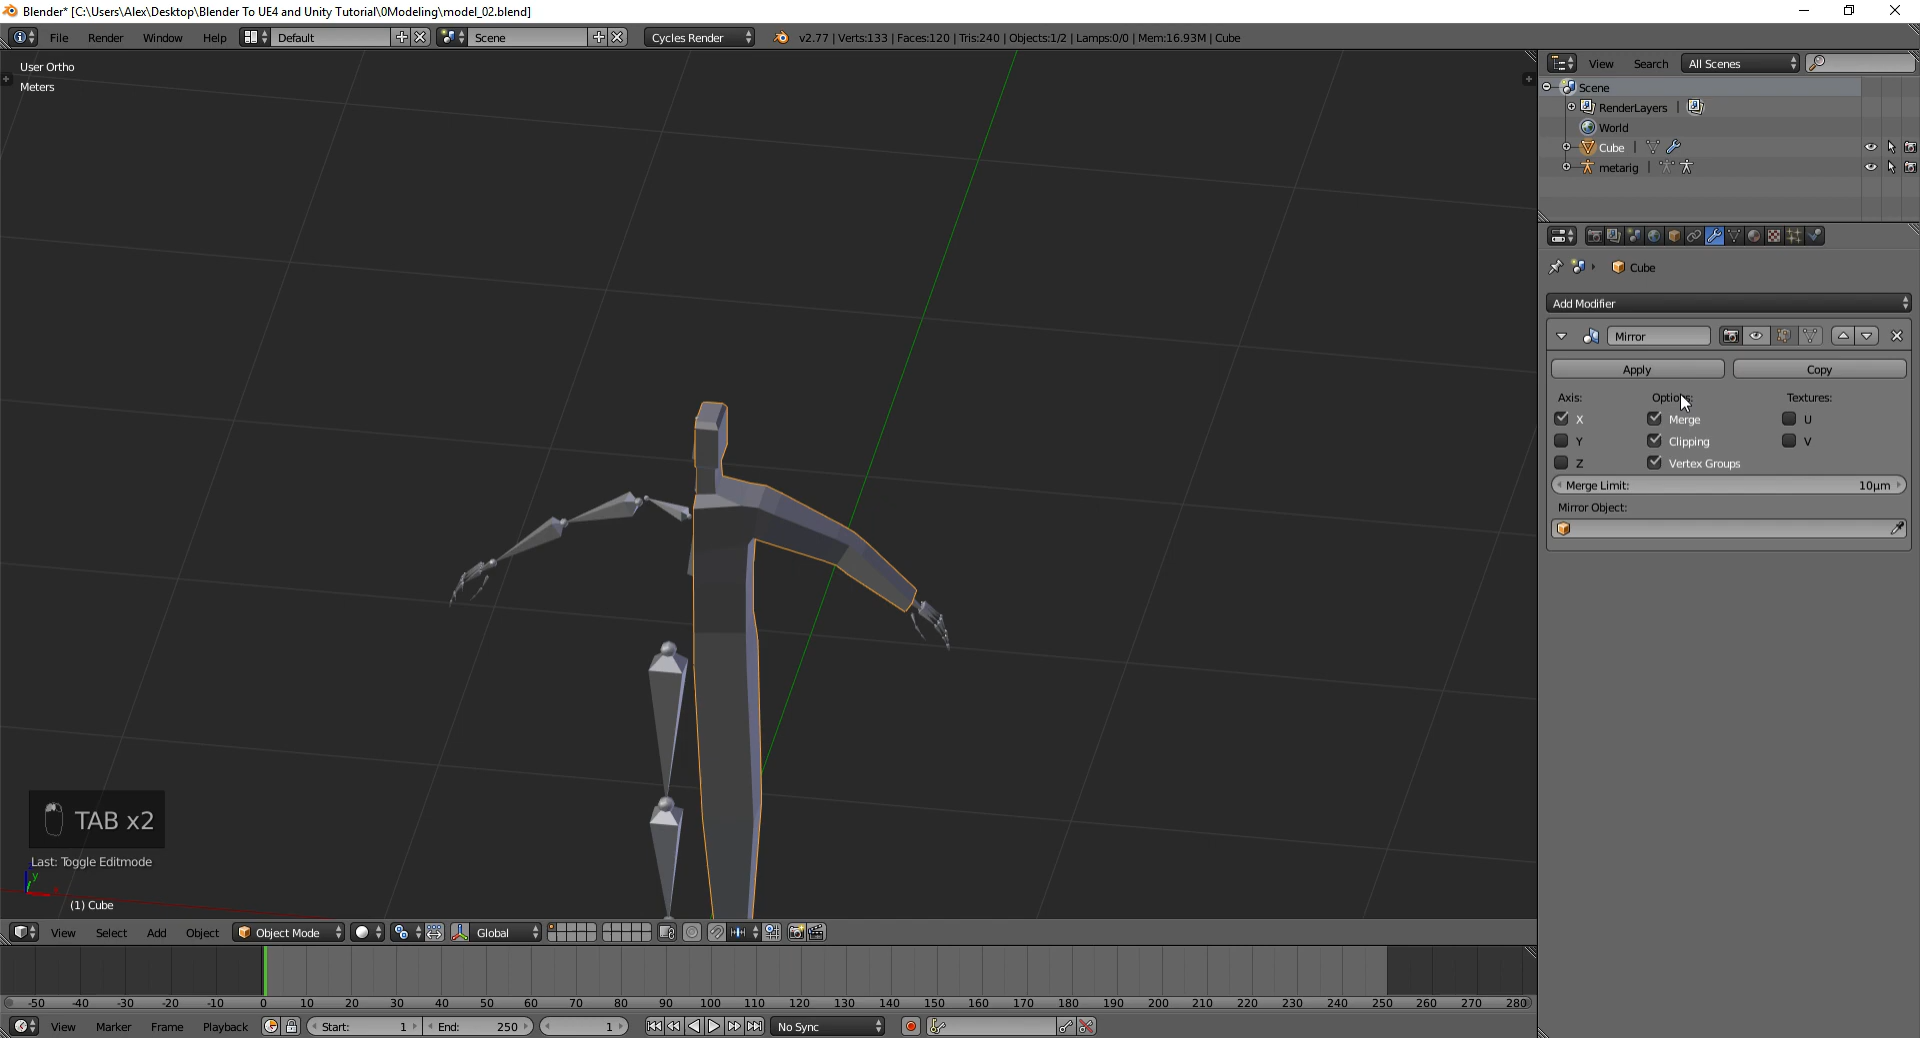 Blender* [C:\Users\Alex\Desktop\Blender To UE4 and Unity Tutorial\0Modeling\model_02.blend]
File Render Window Help Default Scene Cycles Render v2.77 | Verts:133 | Faces:120 | Tris:240 | Objects:1/2 | Lamps:0/0 | Mem:16.93M | Cube
User Ortho
Meters
View Search All Scenes
Scene
RenderLayers
World
Cube
metarig
Cube
Add Modifier
Mirror
Apply Copy
Axis: Options: Textures:
X Merge U
Y Clipping V
Z Vertex Groups
Merge Limit: 10µm
Mirror Object:
TAB x2
Last: Toggle Editmode
y
x
(1) Cube
View Select Add Object Object Mode Global
-50 -40 -30 -20 -10 0 10 20 30 40 50 60 70 80 90 100 110 120 130 140 150 160 170 180 190 200 210 220 230 240 250 260 270 280
View Marker Frame Playback Start: 1 End: 250 1 No Sync